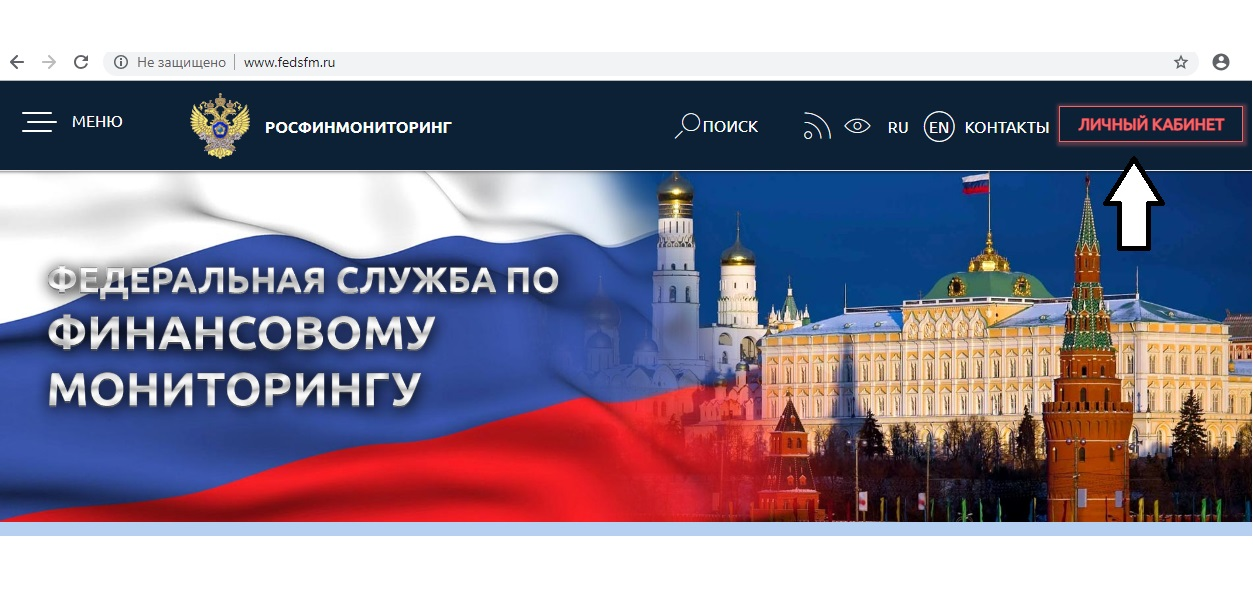 Не защищено www.fedsfm.ru
МЕНЮ РОСФИНМОНИТОРИНГ ПОИСК RU EN КОНТАКТЫ ЛИЧНЫЙ КАБИНЕТ
ФЕДЕРАЛЬНАЯ СЛУЖБА ПО
ФИНАНСОВОМУ
МОНИТОРИНГУ